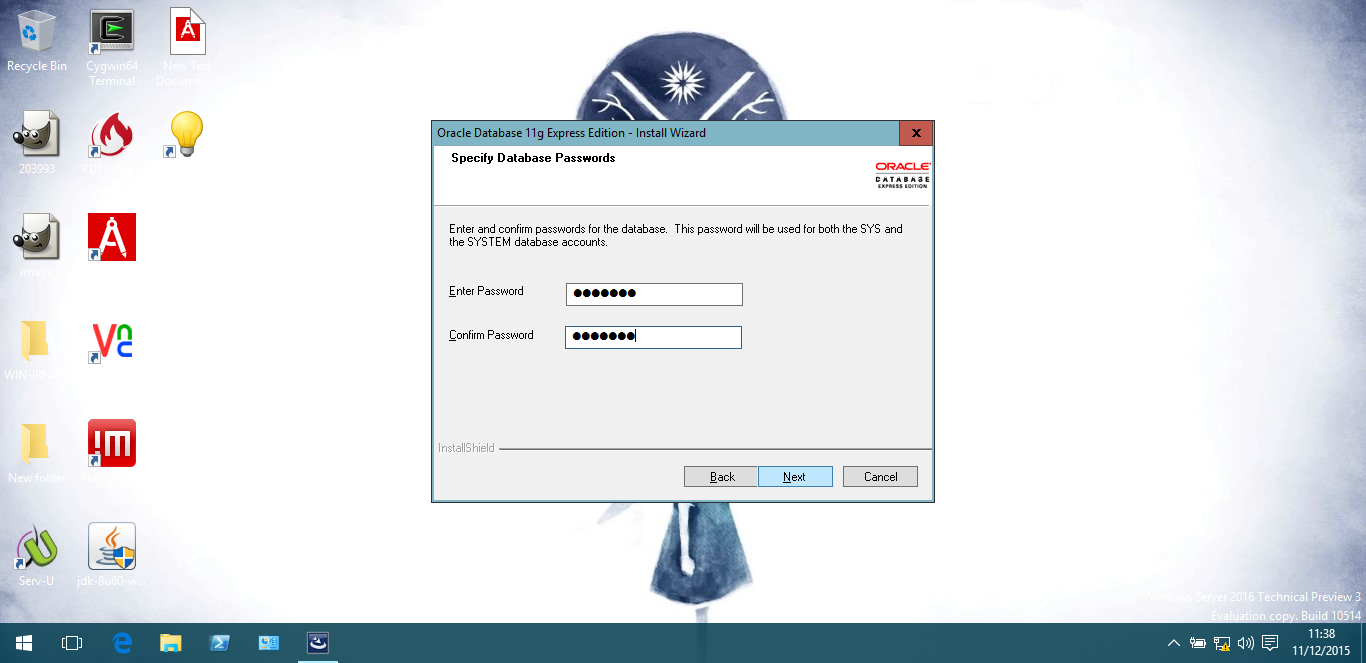 Recycle Bin
Cygwin64
Terminal
New Text
Documen...
203993
images
WIN-iRN
New folder
Serv-U
jdk-8u60-w...
Oracle Database 11g Express Edition - Install Wizard
X
Specify Database Passwords
ORACLE
DATABASE
EXPRESS EDITION
Enter and confirm passwords for the database. This password will be used for both the SYS and
the SYSTEM database accounts.
Enter Password
Confirm Password
InstallShield
Back
Next
Cancel
Server 2016 Technical Preview 3
Evaluation copy. Build 10514
11:38
11/12/2015